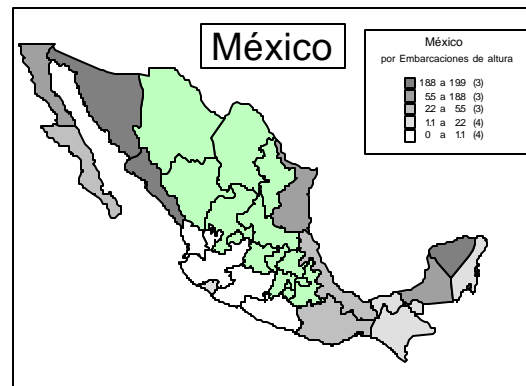 México
México
por Embarcaciones de altura
188 a 199 (3)
55 a 188 (3)
22 a 55 (3)
1.1 a 22 (4)
0 a 1.1 (4)